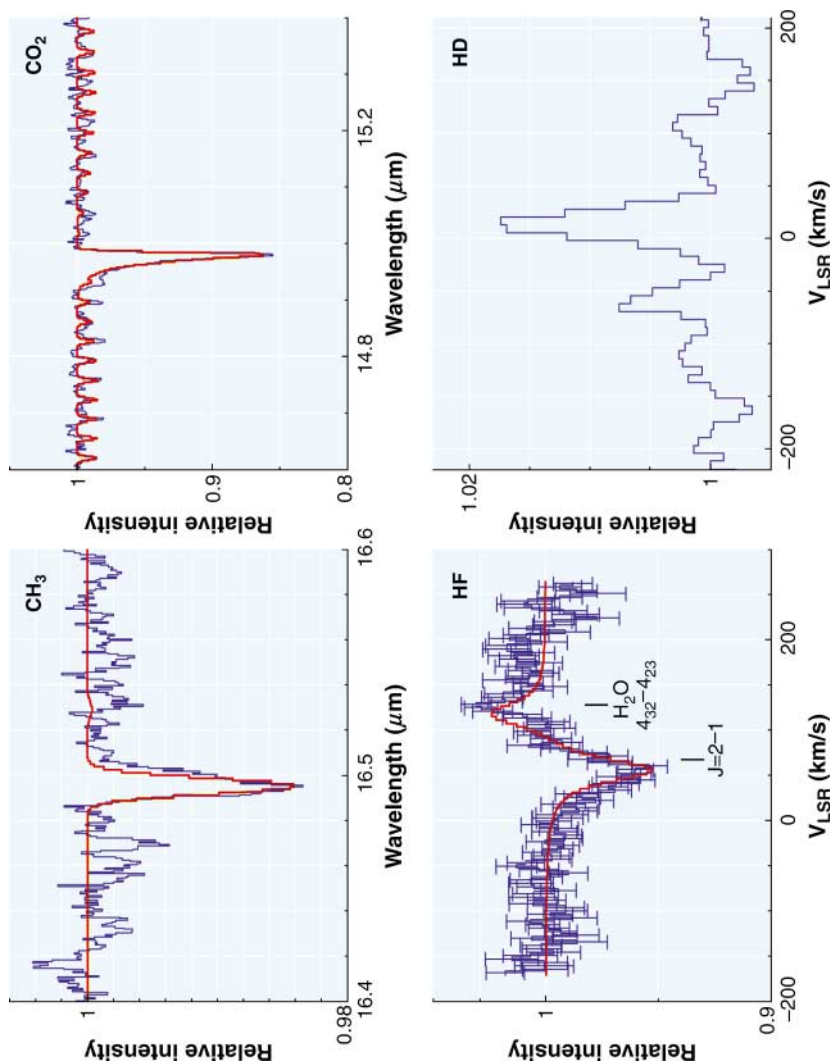 CH₃
Relative intensity
1
0.98
16.4 16.5 16.6
Wavelength (μm)
CO₂
Relative intensity
1
0.9
0.8
14.8 15.2
Wavelength (μm)
HF
Relative intensity
1
0.9
H₂O
4₃₂–4₂₃
J=2–1
−200 0 200
V_LSR (km/s)
HD
Relative intensity
1.02
1
−200 0 200
V_LSR (km/s)